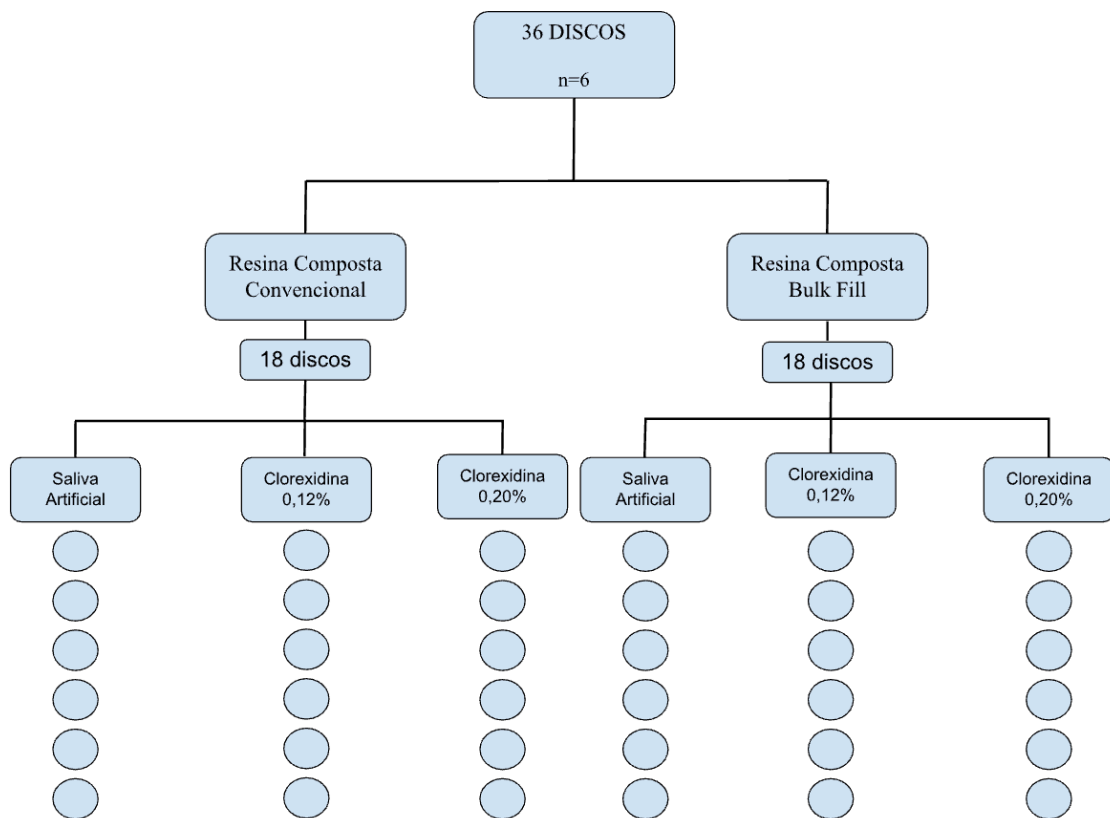 36 DISCOS
n=6
Resina Composta
Convencional
Resina Composta
Bulk Fill
18 discos
18 discos
Saliva
Artificial
Clorexidina
0,12%
Clorexidina
0,20%
Saliva
Artificial
Clorexidina
0,12%
Clorexidina
0,20%